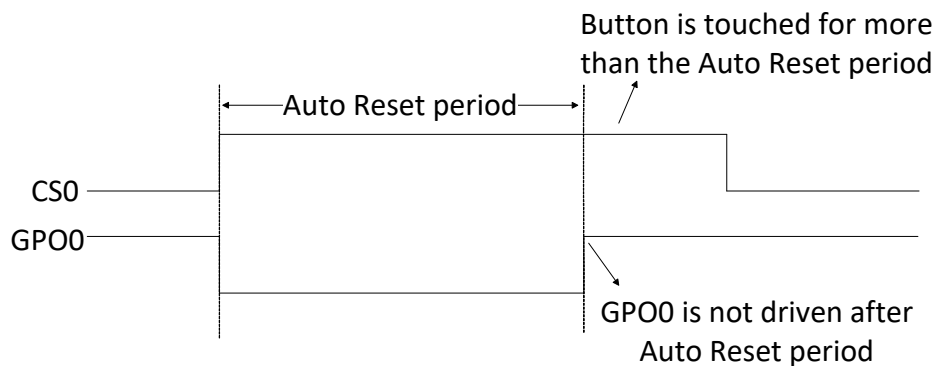 Button is touched for more
than the Auto Reset period
Auto Reset period
CS0
GPO0
GPO0 is not driven after
Auto Reset period